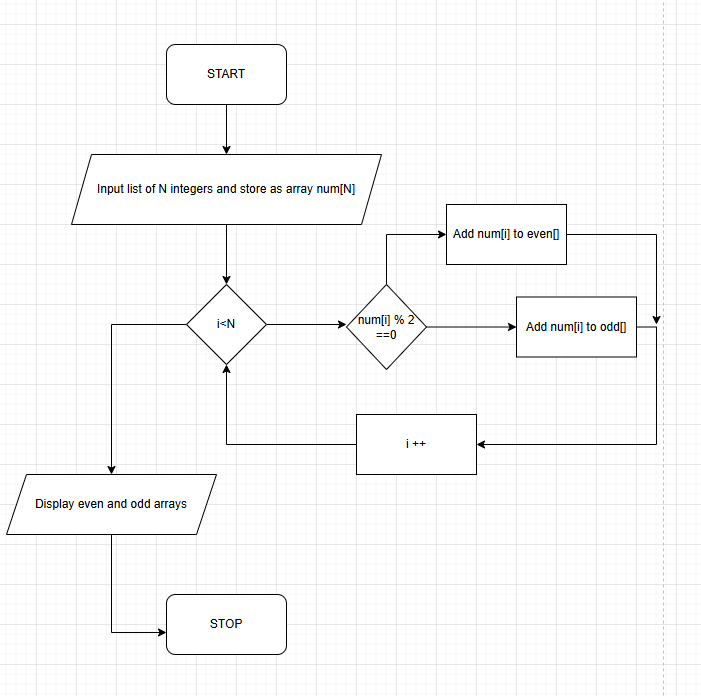 START
Input list of N integers and store as array num[N]
Add num[i] to even[]
i<N
num[i] % 2
==0
Add num[i] to odd[]
i ++
Display even and odd arrays
STOP